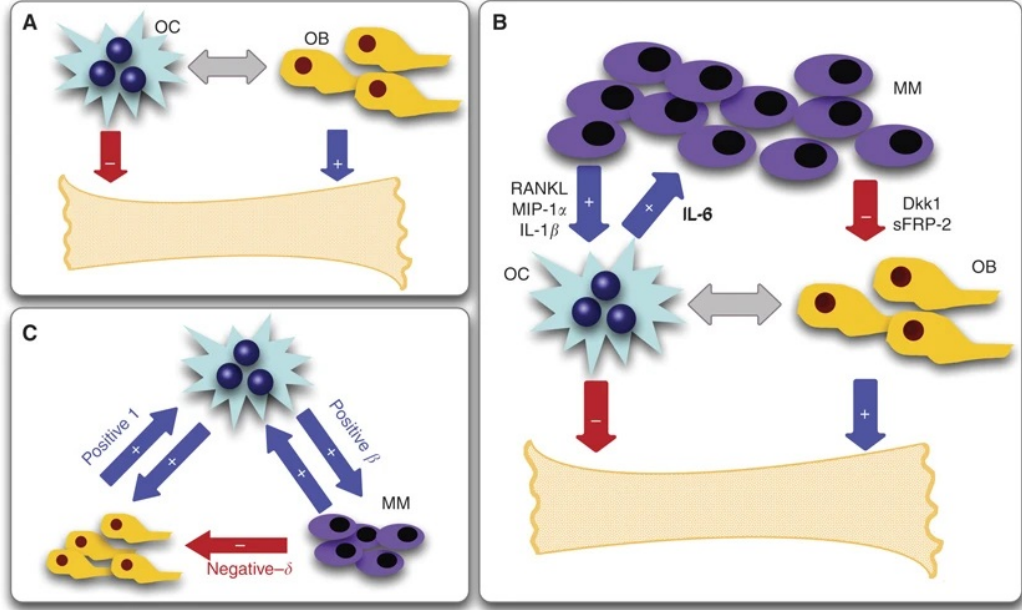 A
OC
OB
−
+
B
MM
RANKL
MIP-1α
IL-1β
+
+
IL-6
−
Dkk1
sFRP-2
OC
OB
−
+
C
Positive 1
+
+
Positive β
+
+
MM
−
Negative–δ